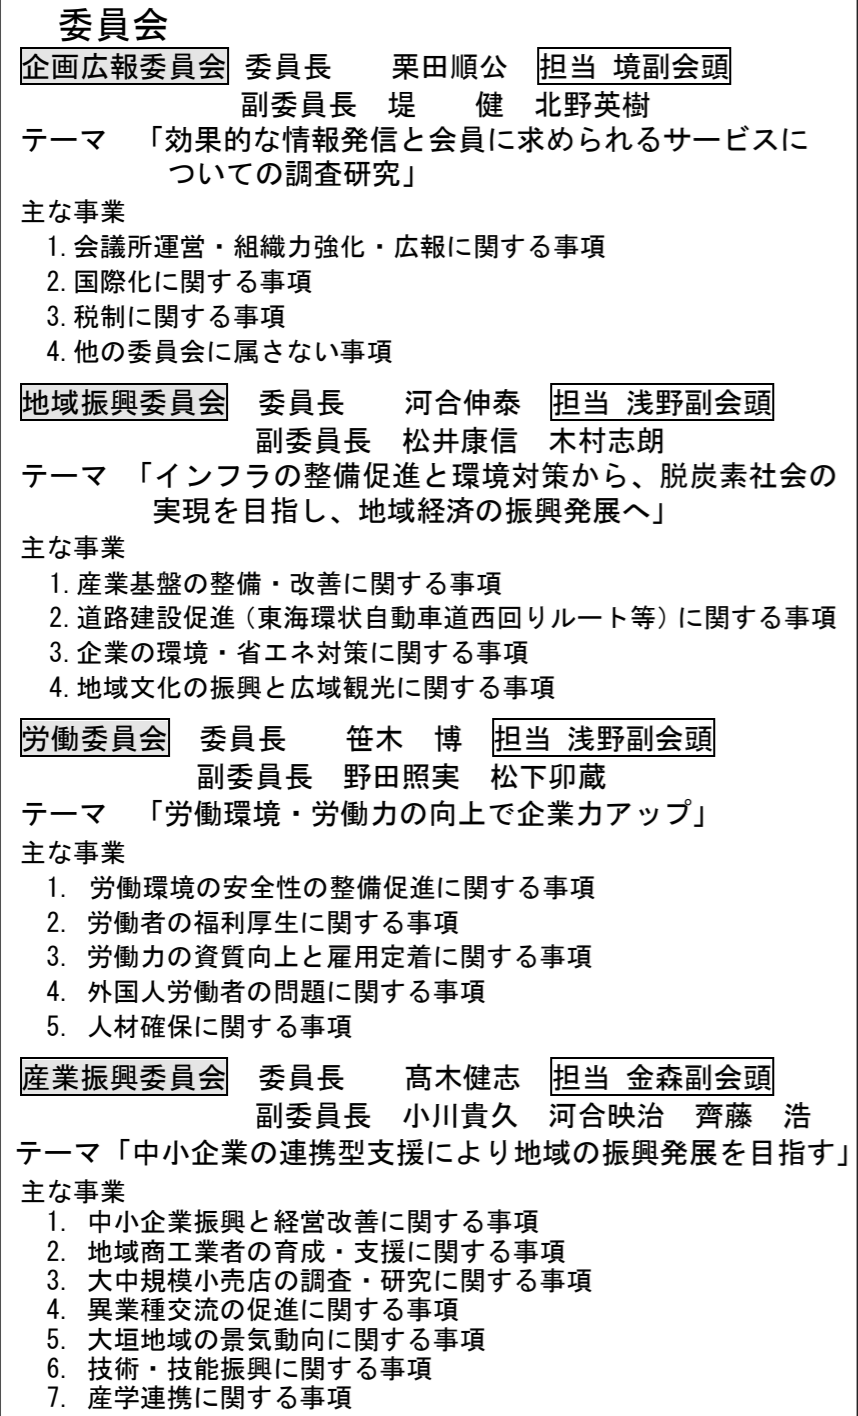 委員会
企画広報委員会 委員長 栗田順公 担当 境副会頭
副委員長 堤 健 北野英樹
テーマ 「効果的な情報発信と会員に求められるサービスに
ついての調査研究」
主な事業
1.会議所運営・組織力強化・広報に関する事項
2.国際化に関する事項
3.税制に関する事項
4.他の委員会に属さない事項
地域振興委員会 委員長 河合伸泰 担当 浅野副会頭
副委員長 松井康信 木村志朗
テーマ 「インフラの整備促進と環境対策から、脱炭素社会の
実現を目指し、地域経済の振興発展へ」
主な事業
1.産業基盤の整備・改善に関する事項
2.道路建設促進(東海環状自動車道西回りルート等)に関する事項
3.企業の環境・省エネ対策に関する事項
4.地域文化の振興と広域観光に関する事項
労働委員会 委員長 笹木 博 担当 浅野副会頭
副委員長 野田照実 松下卯蔵
テーマ 「労働環境・労働力の向上で企業力アップ」
主な事業
1. 労働環境の安全性の整備促進に関する事項
2. 労働者の福利厚生に関する事項
3. 労働力の資質向上と雇用定着に関する事項
4. 外国人労働者の問題に関する事項
5. 人材確保に関する事項
産業振興委員会 委員長 髙木健志 担当 金森副会頭
副委員長 小川貴久 河合映治 齊藤 浩
テーマ「中小企業の連携型支援により地域の振興発展を目指す」
主な事業
1. 中小企業振興と経営改善に関する事項
2. 地域商工業者の育成・支援に関する事項
3. 大中規模小売店の調査・研究に関する事項
4. 異業種交流の促進に関する事項
5. 大垣地域の景気動向に関する事項
6. 技術・技能振興に関する事項
7. 産学連携に関する事項